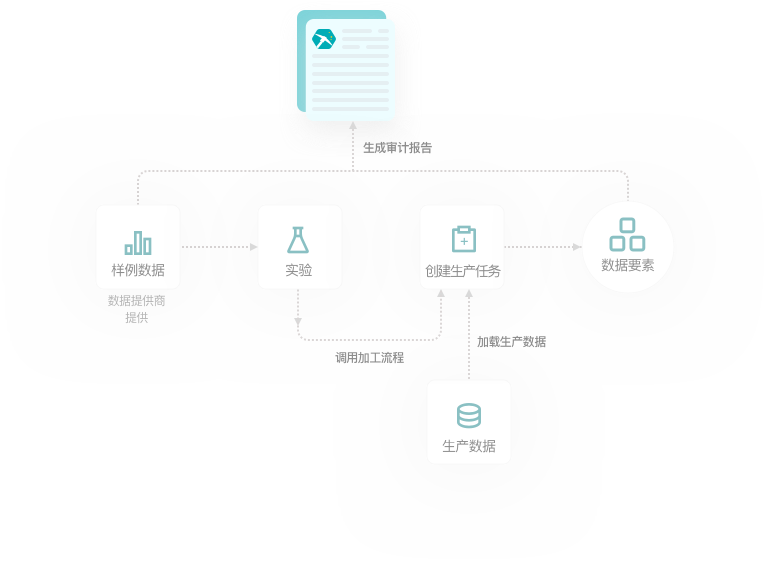 生成审计报告
样例数据
数据提供商
提供
实验
创建生产任务
数据要素
调用加工流程
加载生产数据
生产数据